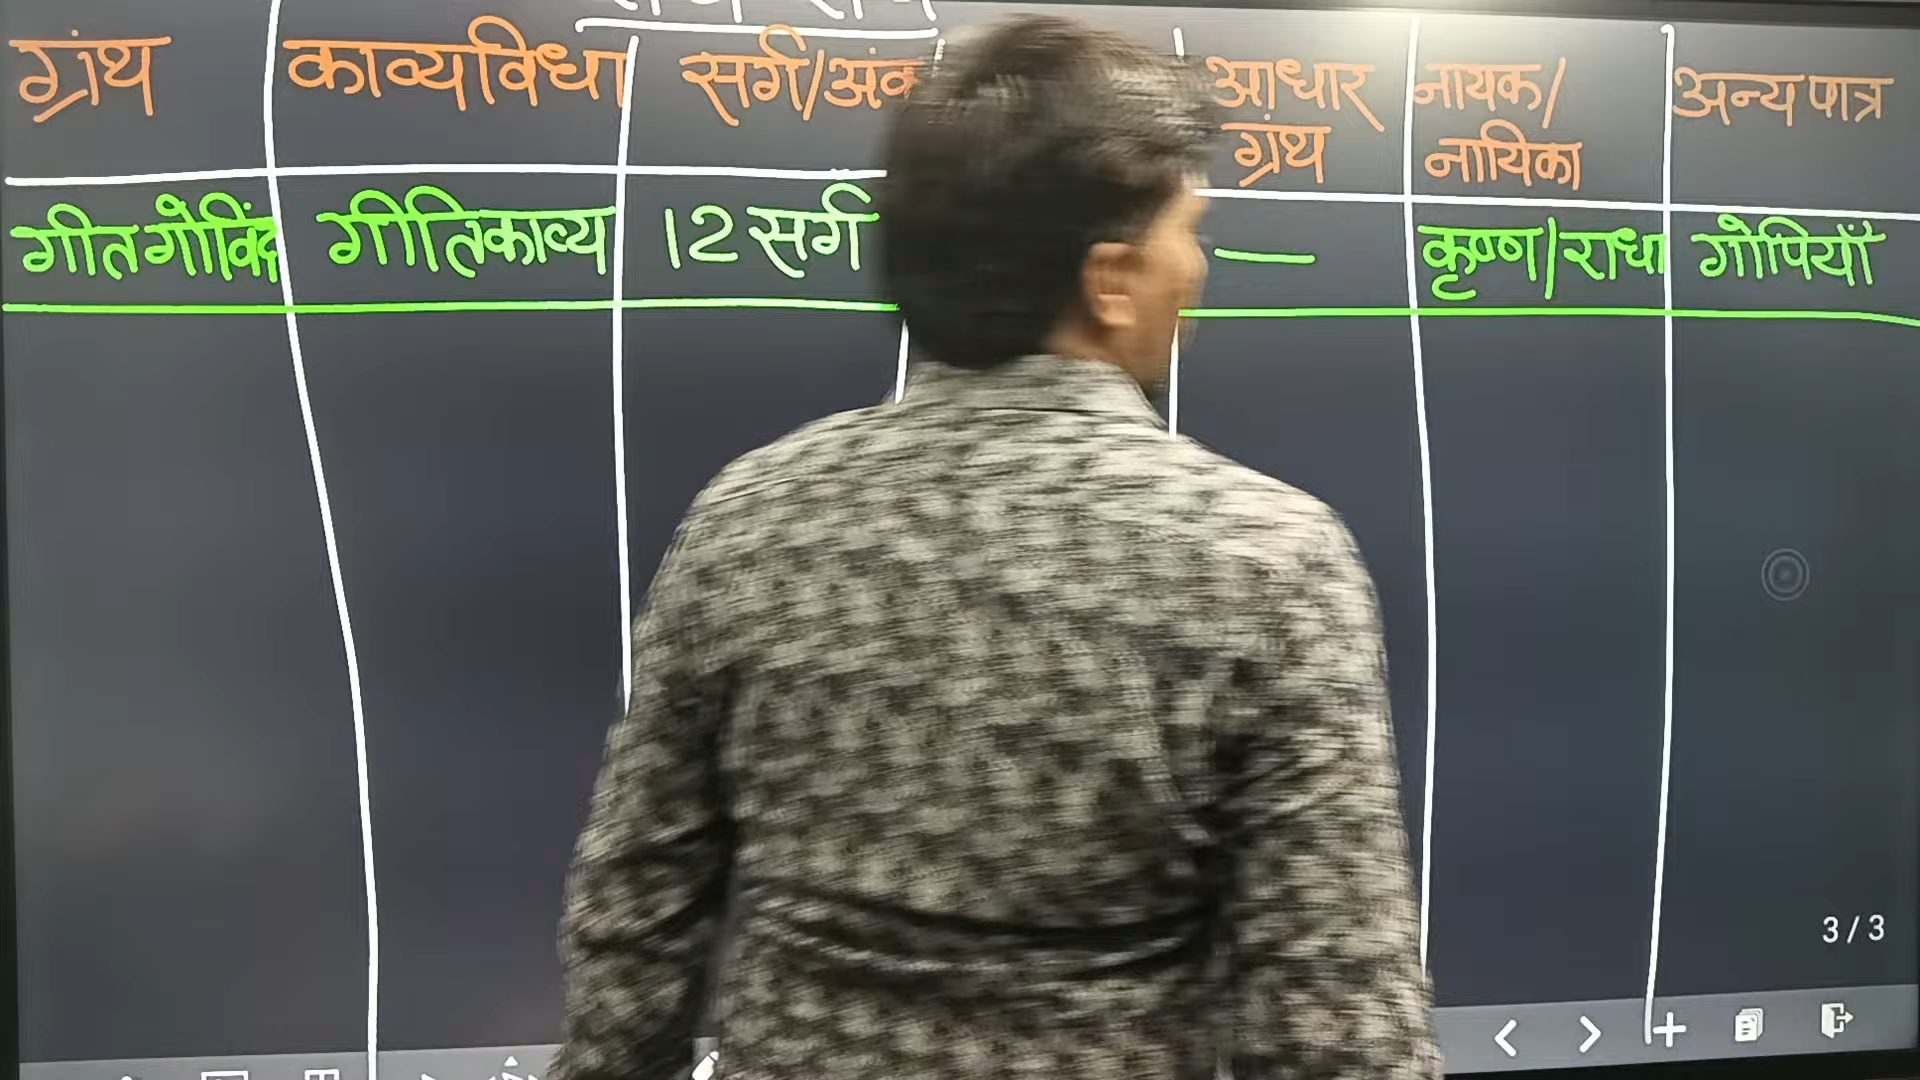 ग्रंथ काव्यविधा सर्ग/अंक आधार ग्रंथ नायक/ नायिका अन्य पात्र
गीतगोविंद गीतिकाव्य 12 सर्ग — कृष्ण/राधा गोपियाँ
3/3